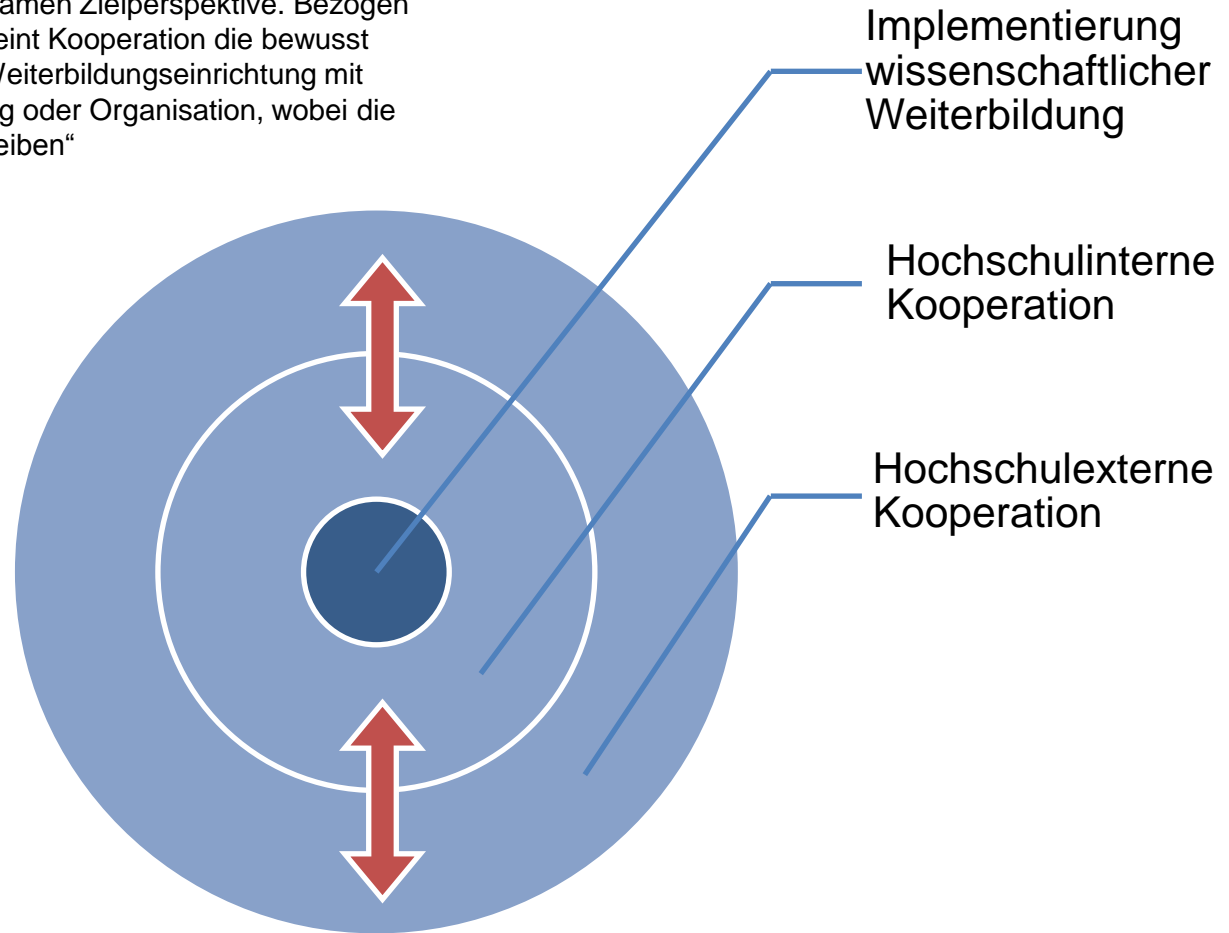 amen Zielperspektive. Bezogen
eint Kooperation die bewusst
Weiterbildungseinrichtung mit
g oder Organisation, wobei die
eiben“
Implementierung
wissenschaftlicher
Weiterbildung
Hochschulinterne
Kooperation
Hochschulexterne
Kooperation